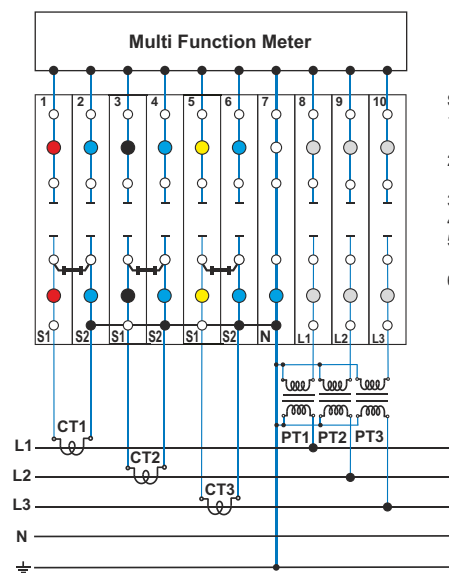 Multi Function Meter
1 2 3 4 5 6 7 8 9 10
S1 S2 S1 S2 S1 S2 N L1 L2 L3
PT1 PT2 PT3
CT1
L1
CT2
L2
CT3
L3
N